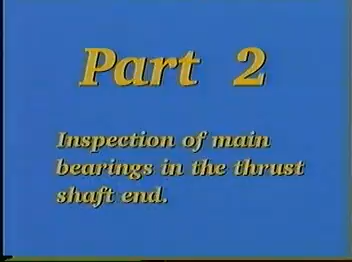 Part 2
Inspection of main
bearings in the thrust
shaft end.